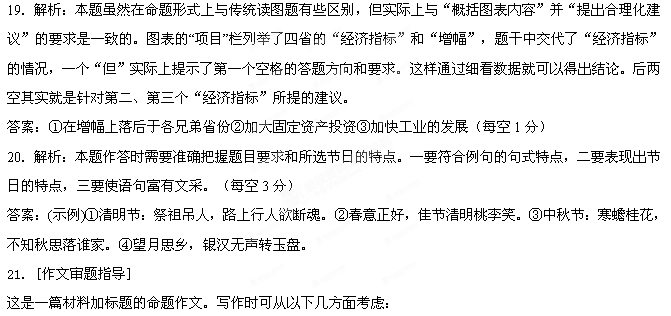 19. 解析：本题虽然在命题形式上与传统读图题有些区别，但实际上与“概括图表内容”并“提出合理化建
议”的要求是一致的。图表的“项目”栏列举了四省的“经济指标”和“增幅”，题干中交代了“经济指标”
的情况，一个“但”实际上提示了第一个空格的答题方向和要求。这样通过细看数据就可以得出结论。后两
空其实就是针对第二、第三个“经济指标”所提的建议。
答案：①在增幅上落后于各兄弟省份②加大固定资产投资③加快工业的发展（每空1分）
20. 解析：本题作答时需要准确把握题目要求和所选节日的特点。一要符合例句的句式特点，二要表现出节
日的特点，三要使语句富有文采。（每空3分）
答案：(示例)①清明节：祭祖吊人，路上行人欲断魂。②春意正好，佳节清明桃李笑。③中秋节：寒蟾桂花，
不知秋思落谁家。④望月思乡，银汉无声转玉盘。
21. [作文审题指导]
这是一篇材料加标题的命题作文。写作时可从以下几方面考虑：